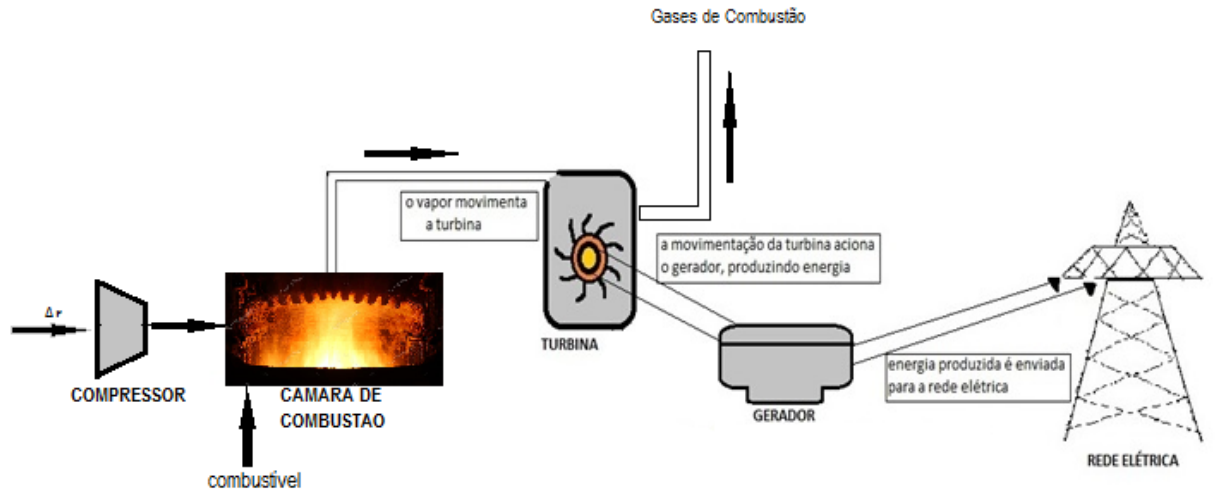 Gases de Combustão
o vapor movimenta
a turbina
a movimentação da turbina aciona
o gerador, produzindo energia
Ar
COMPRESSOR
CAMARA DE
COMBUSTAO
combustível
TURBINA
GERADOR
energia produzida é enviada
para a rede elétrica
REDE ELÉTRICA